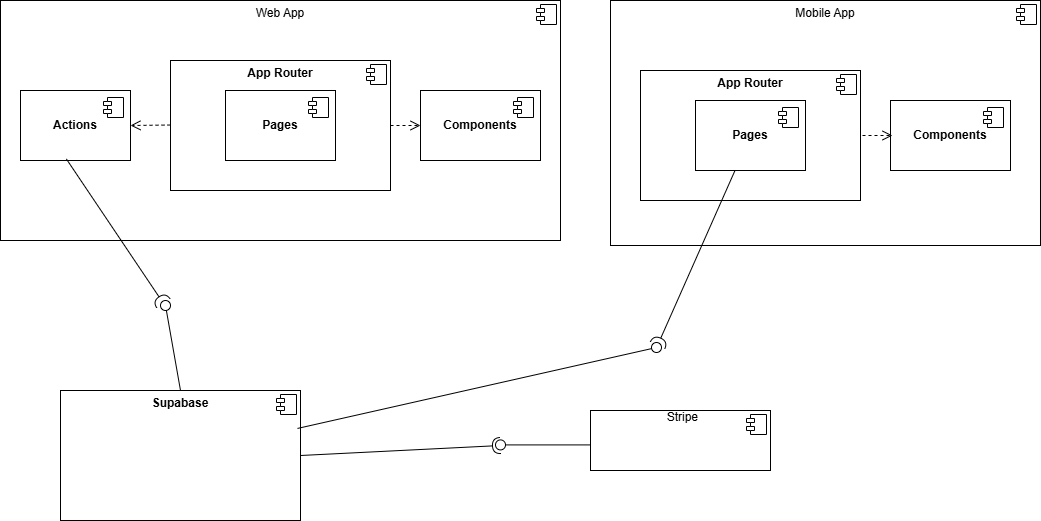 Web App
Mobile App
App Router
Actions
Pages
Components
App Router
Pages
Components
Supabase
Stripe